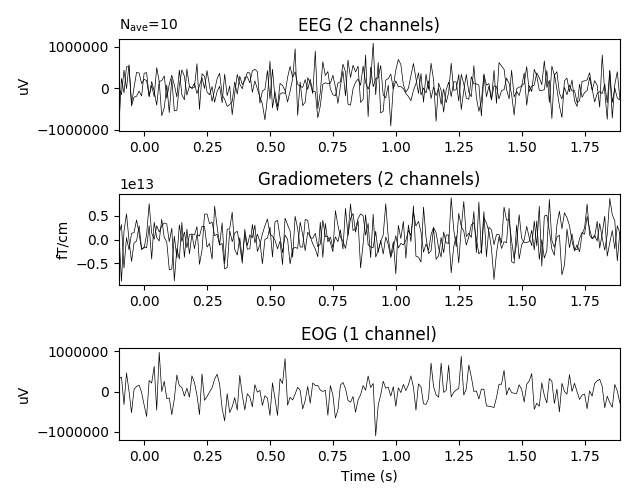 N_ave=10
EEG (2 channels)
1000000
0
−1000000
uV
0.00 0.25 0.50 0.75 1.00 1.25 1.50 1.75
1e13
Gradiometers (2 channels)
0.5
0.0
−0.5
fT/cm
0.00 0.25 0.50 0.75 1.00 1.25 1.50 1.75
EOG (1 channel)
1000000
0
−1000000
uV
0.00 0.25 0.50 0.75 1.00 1.25 1.50 1.75
Time (s)